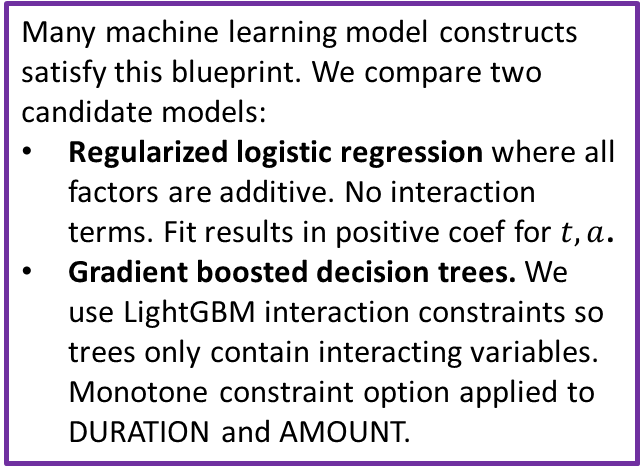 Many machine learning model constructs
satisfy this blueprint. We compare two
candidate models:
• Regularized logistic regression where all
factors are additive. No interaction
terms. Fit results in positive coef for t, a.
• Gradient boosted decision trees. We
use LightGBM interaction constraints so
trees only contain interacting variables.
Monotone constraint option applied to
DURATION and AMOUNT.